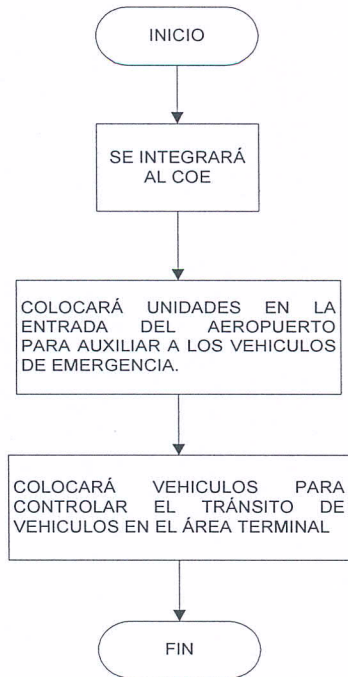 INICIO
SE INTEGRARÁ
AL COE
COLOCARÁ UNIDADES EN LA
ENTRADA DEL AEROPUERTO
PARA AUXILIAR A LOS VEHICULOS
DE EMERGENCIA.
COLOCARÁ VEHICULOS PARA
CONTROLAR EL TRÁNSITO DE
VEHICULOS EN EL ÁREA TERMINAL
FIN